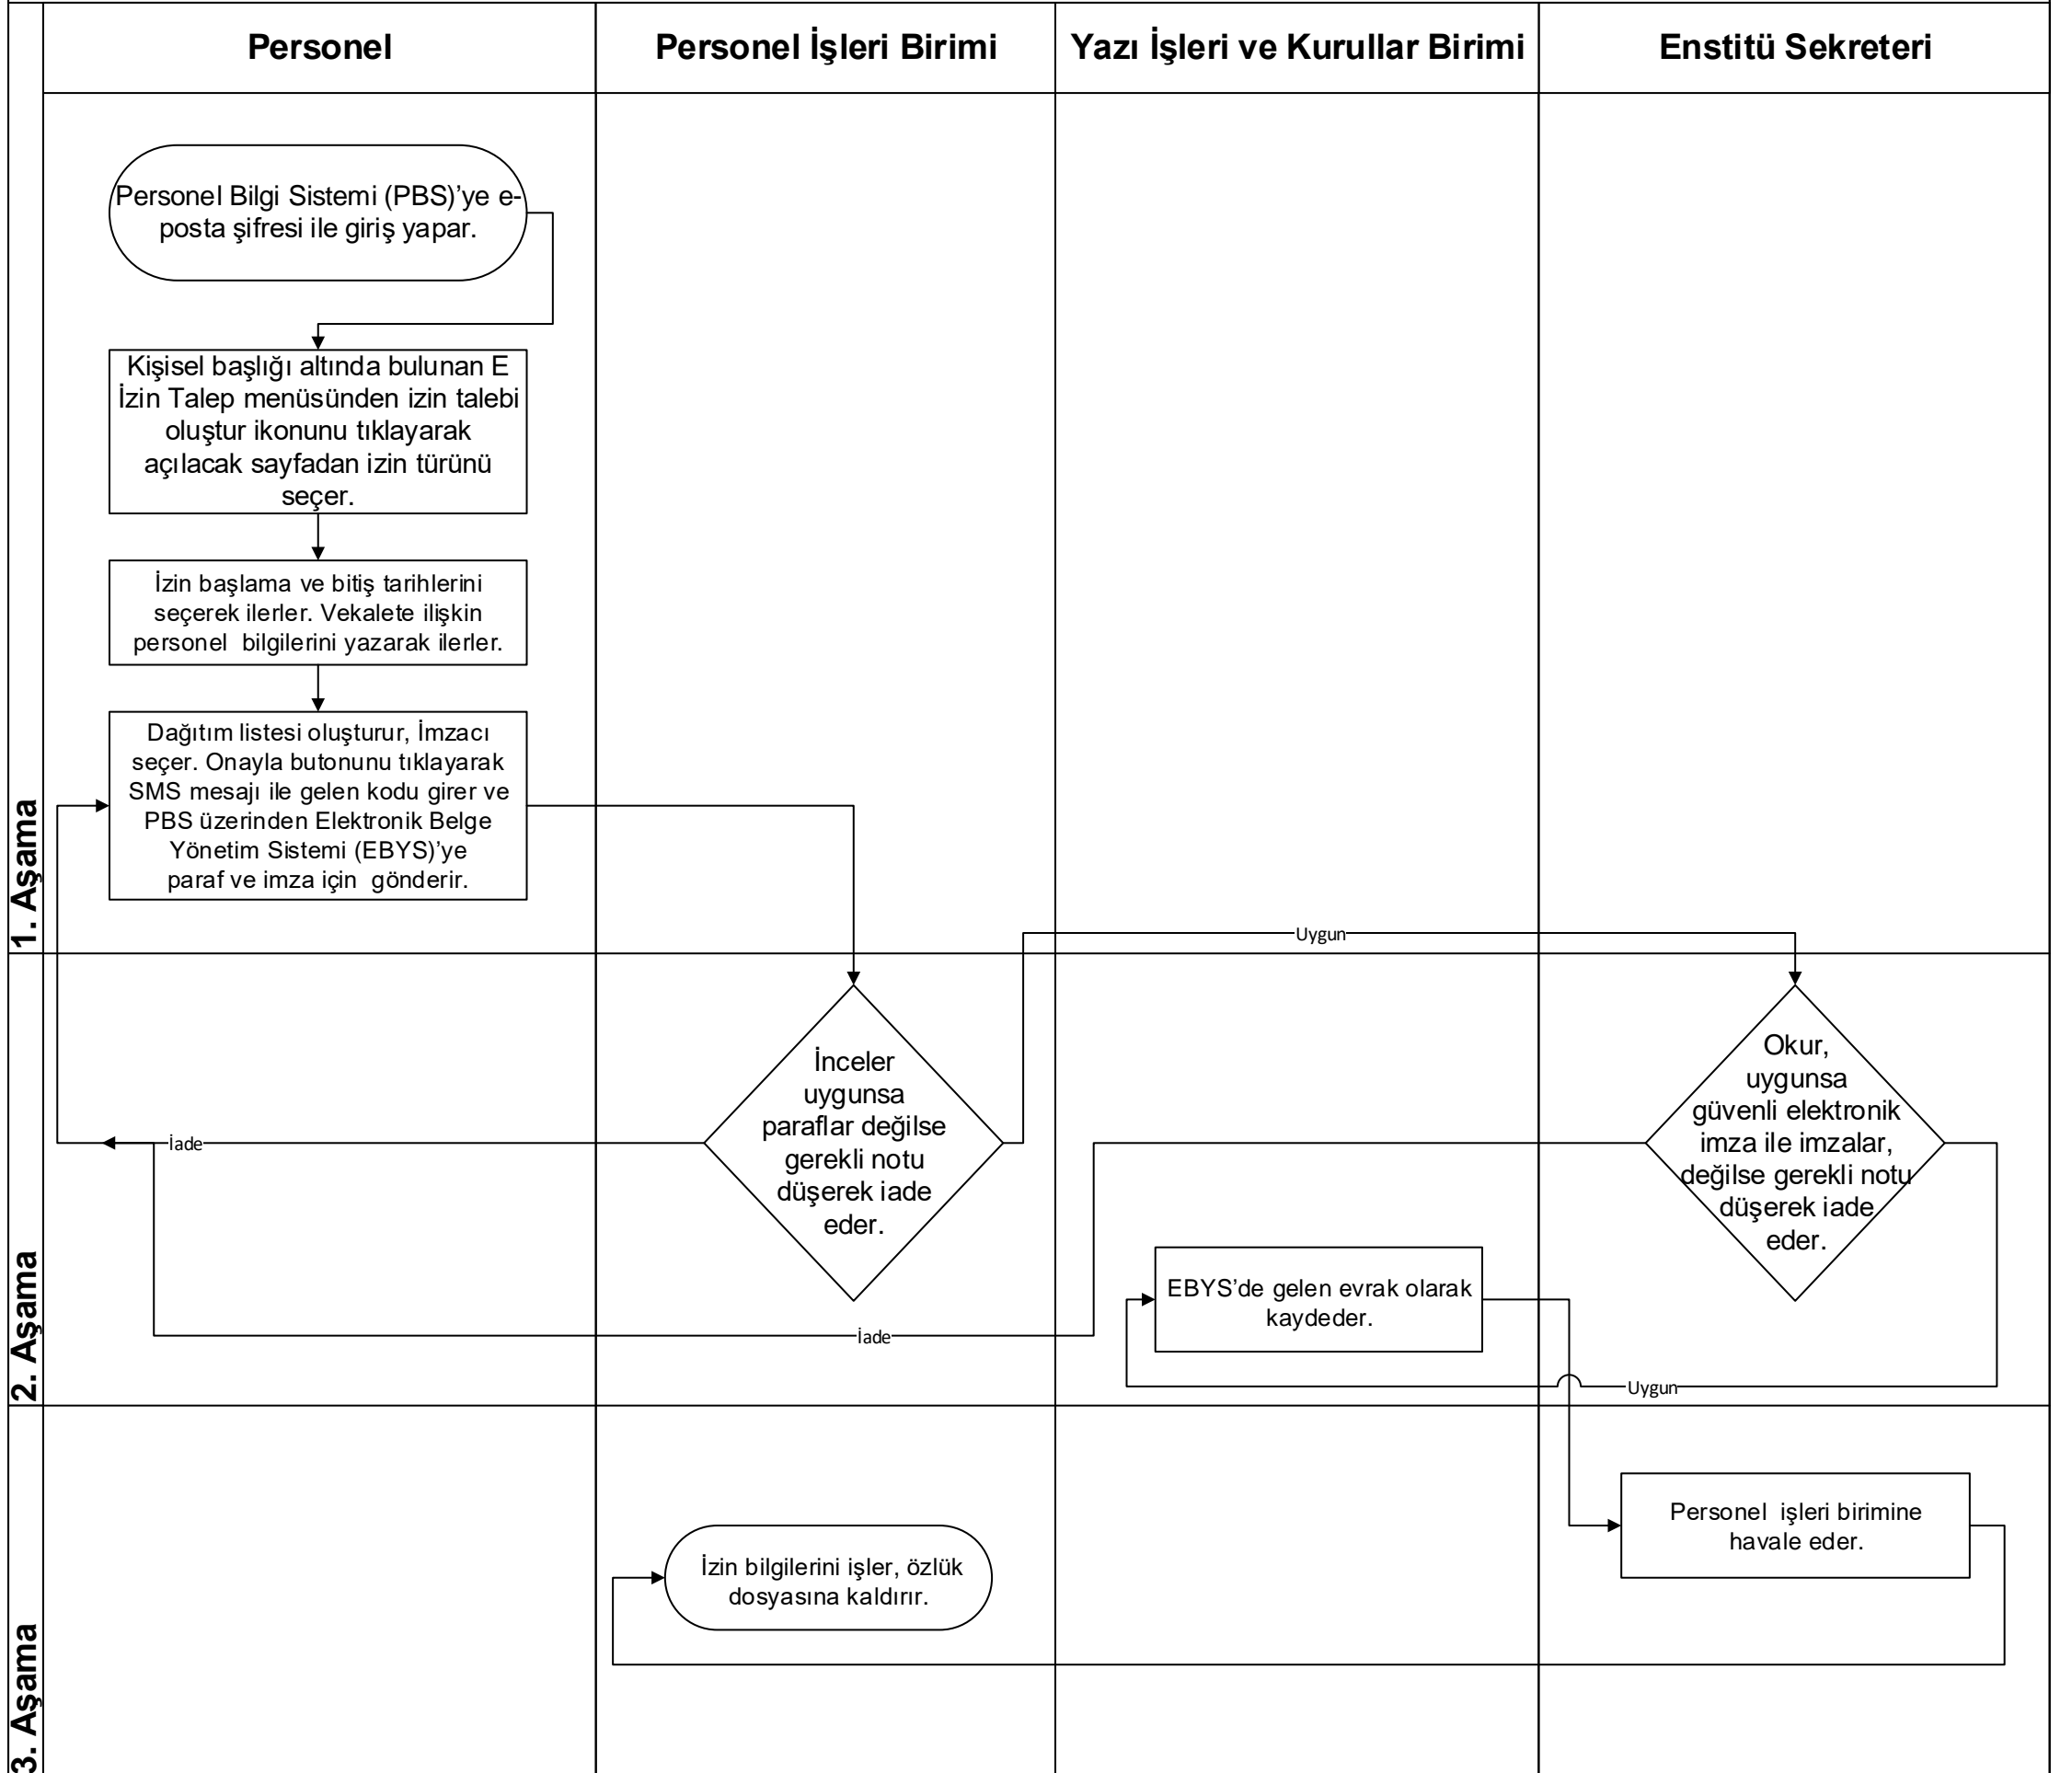 Personel
Personel İşleri Birimi
Yazı İşleri ve Kurullar Birimi
Enstitü Sekreteri
1. Aşama
Personel Bilgi Sistemi (PBS)’ye e-
posta şifresi ile giriş yapar.
Kişisel başlığı altında bulunan E
İzin Talep menüsünden izin talebi
oluştur ikonunu tıklayarak
açılacak sayfadan izin türünü
seçer.
İzin başlama ve bitiş tarihlerini
seçerek ilerler. Vekalete ilişkin
personel  bilgilerini yazarak ilerler.
Dağıtım listesi oluşturur, İmzacı
seçer. Onayla butonunu tıklayarak
SMS mesajı ile gelen kodu girer ve
PBS üzerinden Elektronik Belge
Yönetim Sistemi (EBYS)’ye
paraf ve imza için  gönderir.
Uygun
2. Aşama
İade
İnceler
uygunsa
paraflar değilse
gerekli notu
düşerek iade
eder.
Okur,
uygunsa
güvenli elektronik
imza ile imzalar,
değilse gerekli notu
düşerek iade
eder.
EBYS’de gelen evrak olarak
kaydeder.
İade
Uygun
3. Aşama
Personel  işleri birimine
havale eder.
İzin bilgilerini işler, özlük
dosyasına kaldırır.